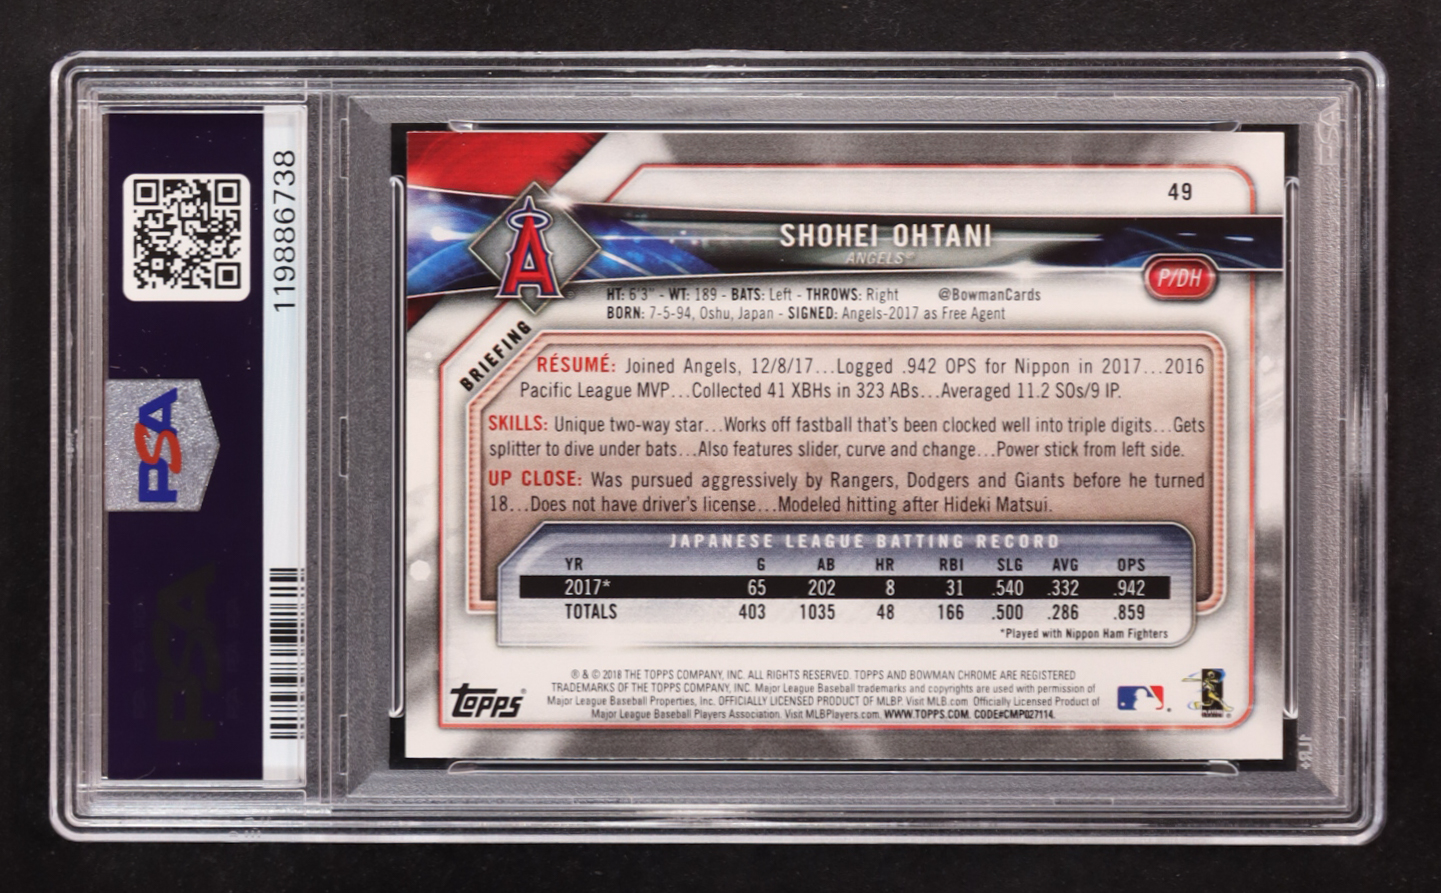 PSA
119886738
PSA
49
SHOHEI OHTANI
ANGELS®
P/DH
A
HT: 6'3" - WT: 189 - BATS: Left - THROWS: Right @BowmanCards
BORN: 7-5-94, Oshu, Japan - SIGNED: Angels-2017 as Free Agent
BRIEFING
RÉSUMÉ: Joined Angels, 12/8/17...Logged .942 OPS for Nippon in 2017...2016
Pacific League MVP...Collected 41 XBHs in 323 ABs...Averaged 11.2 SOs/9 IP.
SKILLS: Unique two-way star...Works off fastball that's been clocked well into triple digits...Gets
splitter to dive under bats...Also features slider, curve and change...Power stick from left side.
UP CLOSE: Was pursued aggressively by Rangers, Dodgers and Giants before he turned
18...Does not have driver's license...Modeled hitting after Hideki Matsui.
JAPANESE LEAGUE BATTING RECORD
YR G AB HR RBI SLG AVG OPS
2017* 65 202 8 31 .540 .332 .942
TOTALS 403 1035 48 166 .500 .286 .859
*Played with Nippon Ham Fighters
® & © 2018 THE TOPPS COMPANY, INC. ALL RIGHTS RESERVED. TOPPS AND BOWMAN CHROME ARE REGISTERED
TRADEMARKS OF THE TOPPS COMPANY, INC. Major League Baseball trademarks and copyrights are used with permission of
Major League Baseball Properties, Inc. OFFICIALLY LICENSED PRODUCT OF MLBP. Visit MLB.com Officially Licensed Product of
Major League Baseball Players Association. Visit MLBPlayers.com. WWW.TOPPS.COM. CODE#CMP027114.
Topps®
PSA